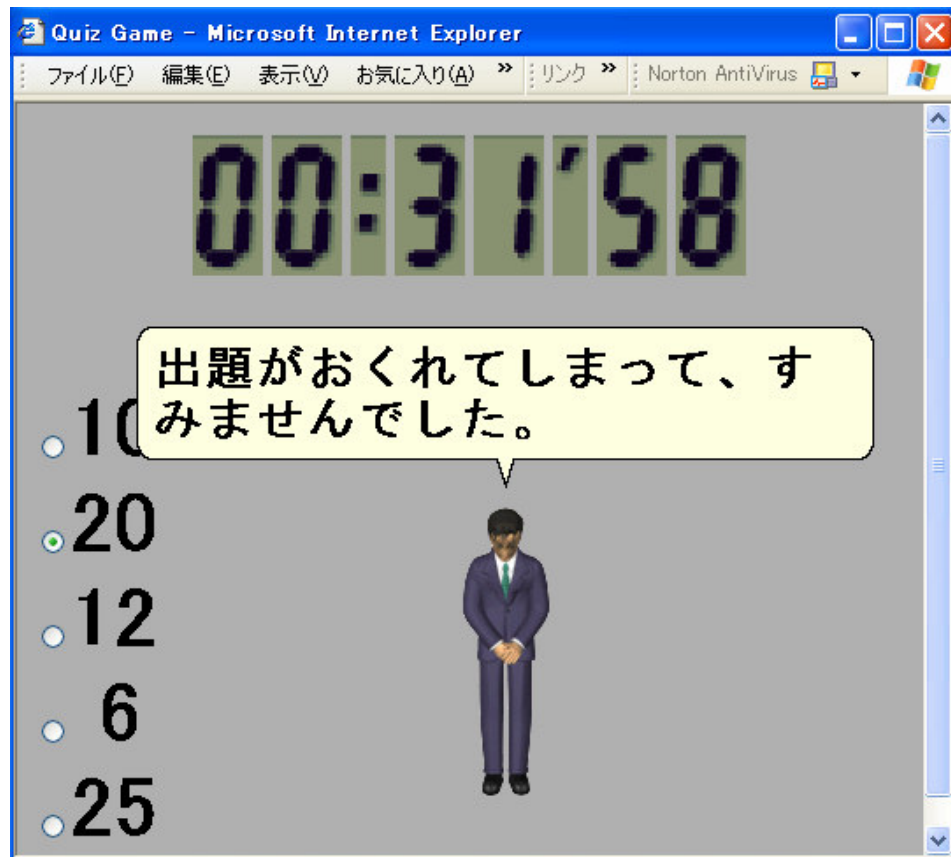 Quiz Game - Microsoft Internet Explorer
ファイル(F) 編集(E) 表示(V) お気に入り(A) » リンク » Norton AntiVirus
00:31'58
出題がおくれてしまって、す
みませんでした。
10
20
12
6
25